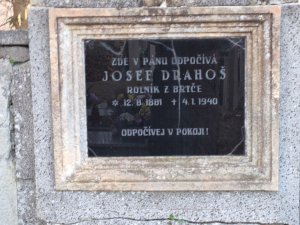 ZDE V PÁNU ODPOČÍVÁ
JOSEF DRAHOŠ
ROLNÍK Z BRTČE
* 12.8.1881 ✝ 4.1.1940
ODPOČÍVEJ V POKOJI!